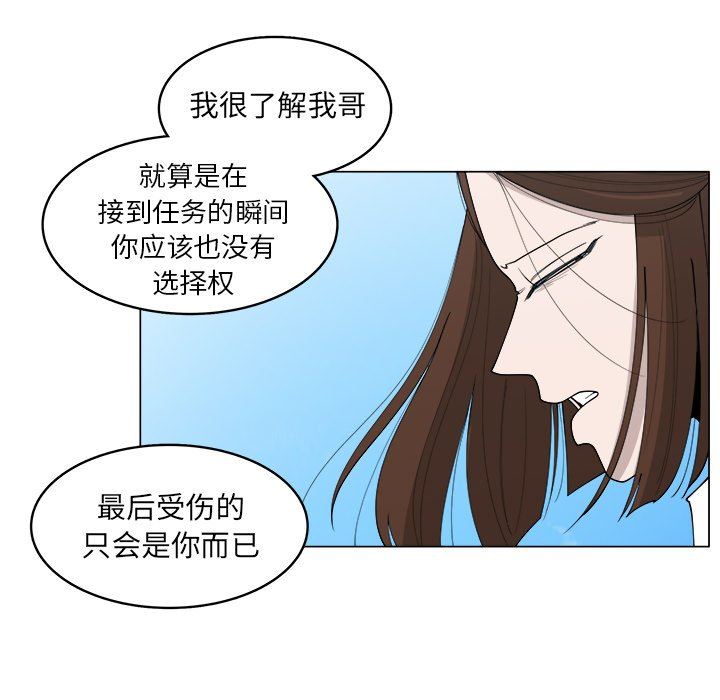 我很了解我哥
就算是在
接到任务的瞬间
你应该也没有
选择权
最后受伤的
只会是你而已